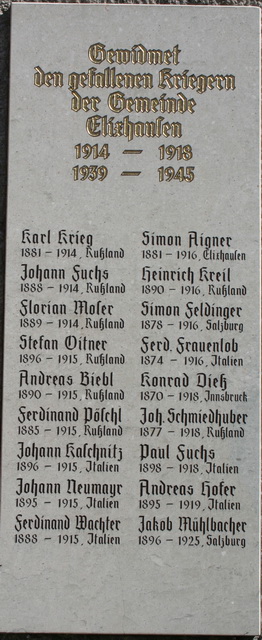 Gewidmet
den gefallenen Kriegern
der Gemeinde
Elixhausen
1914 – 1918
1939 – 1945
Karl Krieg
1881 – 1914, Rußland
Johann Fuchs
1888 – 1914, Rußland
Florian Moser
1889 – 1914, Rußland
Stefan Oitner
1896 – 1915, Rußland
Andreas Biebl
1890 – 1915, Rußland
Ferdinand Pöschl
1885 – 1915, Rußland
Johann Kaschnitz
1896 – 1915, Italien
Johann Neumayr
1895 – 1915, Italien
Ferdinand Wachter
1888 – 1915, Italien
Simon Aigner
1881 – 1916, Elixhausen
Heinrich Kreil
1890 – 1916, Rußland
Simon Feldinger
1878 – 1916, Salzburg
Ferd. Frauenlob
1874 – 1916, Italien
Konrad Dieß
1870 – 1918, Innsbruck
Joh. Schmiedhuber
1877 – 1918, Rußland
Paul Fuchs
1898 – 1918, Italien
Andreas Hofer
1895 – 1919, Italien
Jakob Mühlbacher
1896 – 1925, Salzburg